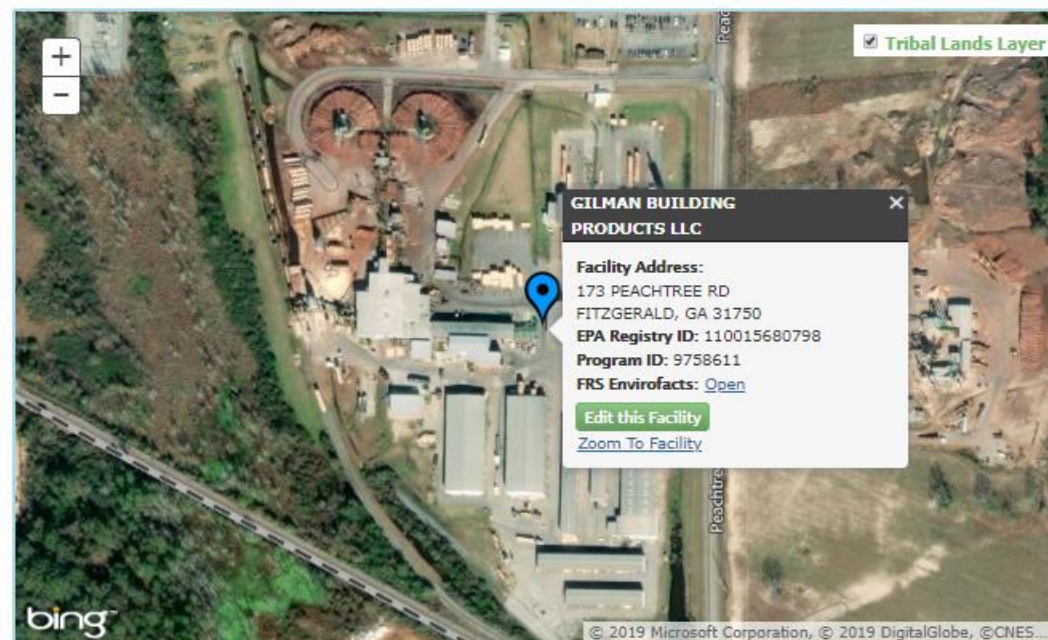 +
Peac
Tribal Lands Layer
−
GILMAN BUILDING
PRODUCTS LLC
×
Facility Address:
173 PEACHTREE RD
FITZGERALD, GA 31750
EPA Registry ID: 110015680798
Program ID: 9758611
FRS Envirofacts: Open
Edit this Facility
Zoom To Facility
Peachtre
bing
© 2019 Microsoft Corporation, © 2019 DigitalGlobe, ©CNES